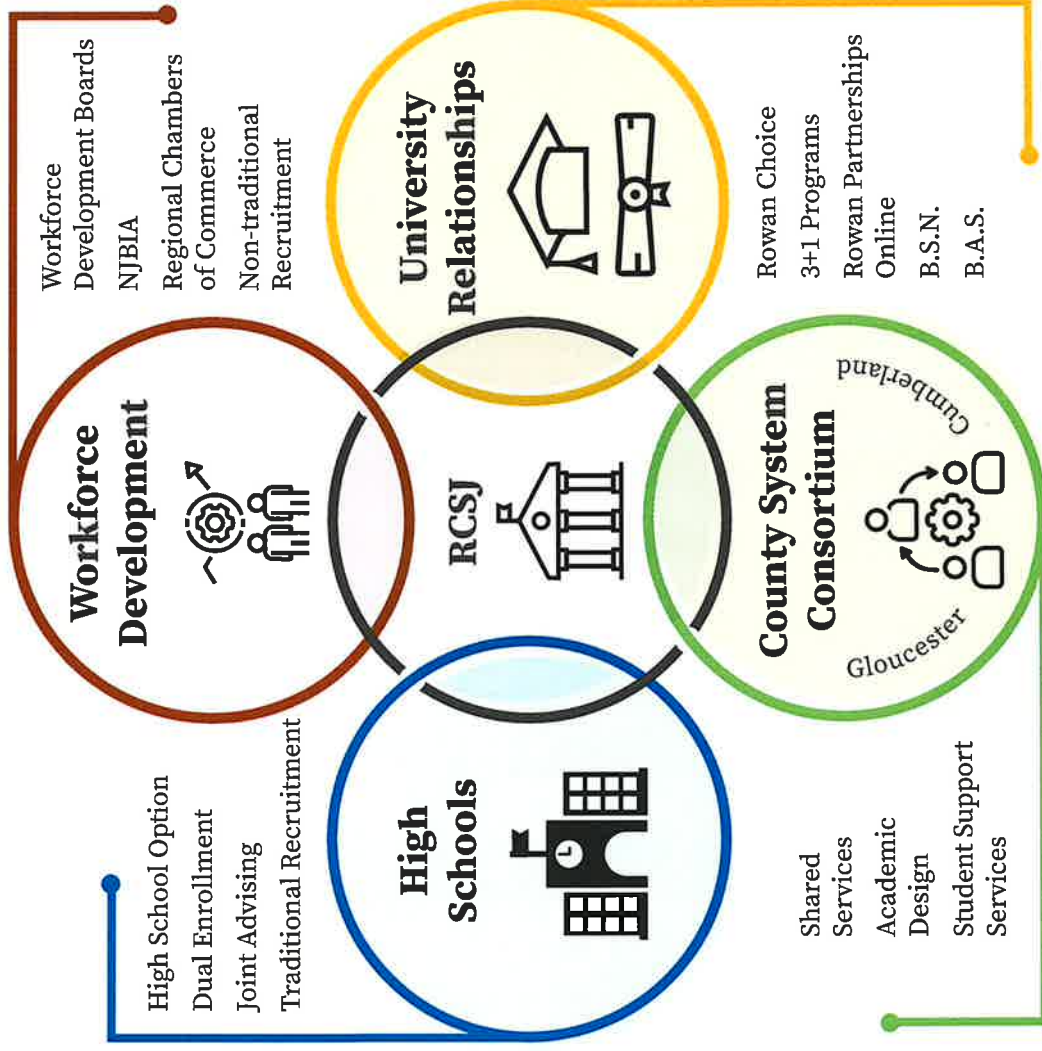 High School Option
Dual Enrollment
Joint Advising
Traditional Recruitment
Workforce
Development
Workforce
Development Boards
NJBIA
Regional Chambers
of Commerce
Non-traditional
Recruitment
High
Schools
RCSJ
University
Relationships
Shared
Services
Academic
Design
Student Support
Services
County System
Consortium
Gloucester
Cumberland
Rowan Choice
3+1 Programs
Rowan Partnerships
Online
B.S.N.
B.A.S.